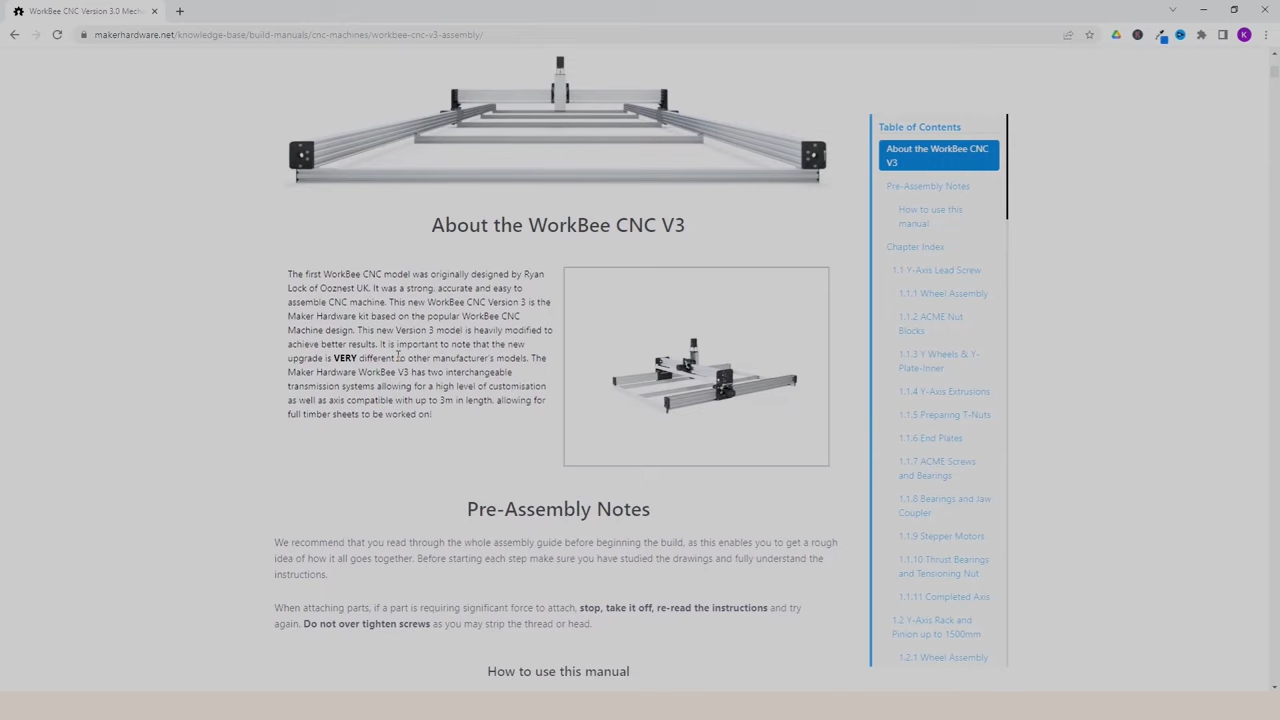 WorkBee CNC Version 3.0 Mech
makerhardware.net/knowledge-base/build-manuals/cnc-machines/workbee-cnc-v3-assembly/
K
About the WorkBee CNC V3
The first WorkBee CNC model was originally designed by Ryan
Lock of Ooznest UK. It was a strong, accurate and easy to
assemble CNC machine. This new WorkBee CNC Version 3 is the
Maker Hardware kit based on the popular WorkBee CNC
Machine design. This new Version 3 model is heavily modified to
achieve better results. It is important to note that the new
upgrade is VERY different to other manufacturer's models. The
Maker Hardware WorkBee V3 has two interchangeable
transmission systems allowing for a high level of customisation
as well as axis compatible with up to 3m in length, allowing for
full timber sheets to be worked on!
Pre-Assembly Notes
We recommend that you read through the whole assembly guide before beginning the build, as this enables you to get a rough
idea of how it all goes together. Before starting each step make sure you have studied the drawings and fully understand the
instructions.
When attaching parts, if a part is requiring significant force to attach, stop, take it off, re-read the instructions and try
again. Do not over tighten screws as you may strip the thread or head.
How to use this manual
Table of Contents
About the WorkBee CNC
V3
Pre-Assembly Notes
How to use this
manual
Chapter Index
1.1 Y-Axis Lead Screw
1.1.1 Wheel Assembly
1.1.2 ACME Nut
Blocks
1.1.3 Y Wheels & Y-
Plate-Inner
1.1.4 Y-Axis Extrusions
1.1.5 Preparing T-Nuts
1.1.6 End Plates
1.1.7 ACME Screws
and Bearings
1.1.8 Bearings and Jaw
Coupler
1.1.9 Stepper Motors
1.1.10 Thrust Bearings
and Tensioning Nut
1.1.11 Completed Axis
1.2 Y-Axis Rack and
Pinion up to 1500mm
1.2.1 Wheel Assembly